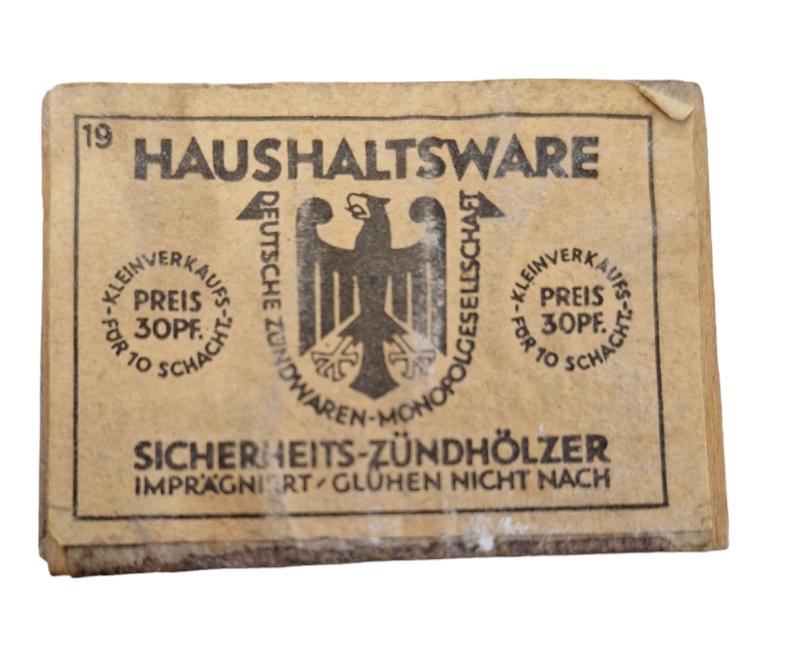 19
HAUSHALTSWARE
DEUTSCHE ZÜNDWAREN-MONOPOLGESELLSCHAFT
-KLEINVERKAUFS-
PREIS
30PF.
FÜR 10 SCHACHT.
-KLEINVERKAUFS-
PREIS
30PF.
FÜR 10 SCHACHT.
SICHERHEITS-ZÜNDHÖLZER
IMPRÄGNIERT/GLÜHEN NICHT NACH